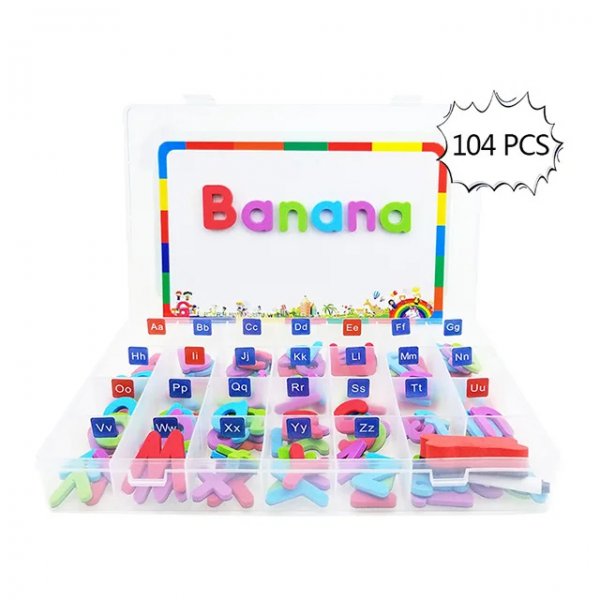 104 PCS
Banana
Aa Bb Cc Dd Ee Ff Gg
Hh Ii Jj Kk Ll Mm Nn
Oo Pp Qq Rr Ss Tt Uu
Vv Ww Xx Yy Zz